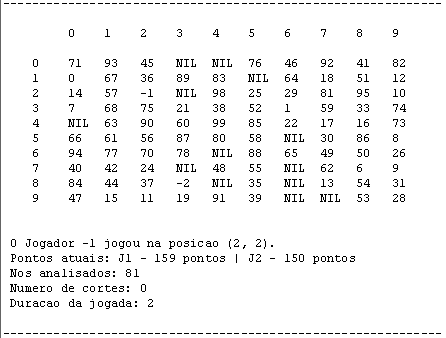 0 1 2 3 4 5 6 7 8 9
0 71 93 45 NIL NIL 76 46 92 41 82
1 0 67 36 89 83 NIL 64 18 51 12
2 14 57 -1 NIL 98 25 29 81 95 10
3 7 68 75 21 38 52 1 59 33 74
4 NIL 63 90 60 99 85 22 17 16 73
5 66 61 56 87 80 58 NIL 30 86 8
6 94 77 70 78 NIL 88 65 49 50 26
7 40 42 24 NIL 48 55 NIL 62 6 9
8 84 44 37 -2 NIL 35 NIL 13 54 31
9 47 15 11 19 91 39 NIL NIL 53 28
O Jogador -1 jogou na posicao (2, 2).
Pontos atuais: J1 - 159 pontos | J2 - 150 pontos
Nos analisados: 81
Numero de cortes: 0
Duracao da jogada: 2